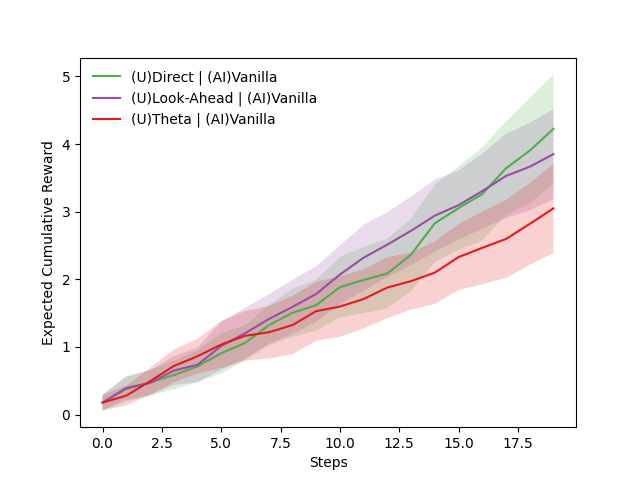 (U)Direct | (AI)Vanilla
(U)Look-Ahead | (AI)Vanilla
(U)Theta | (AI)Vanilla
Expected Cumulative Reward
5
4
3
2
1
0
0.0 2.5 5.0 7.5 10.0 12.5 15.0 17.5
Steps